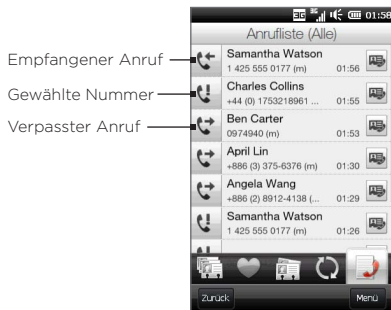 3G 01:58
Anrufliste (Alle)
Empfangener Anruf
Gewählte Nummer
Verpasster Anruf
Samantha Watson
1 425 555 0177 (m) 01:56
Charles Collins
+44 (0) 1753218961 ... 01:55
Ben Carter
0974940 (m) 01:53
April Lin
+886 (3) 375-6376 (m) 01:30
Angela Wang
+886 (2) 8912-4138 (... 01:29
Samantha Watson
1 425 555 0177 (m) 01:26
Zurück Menü